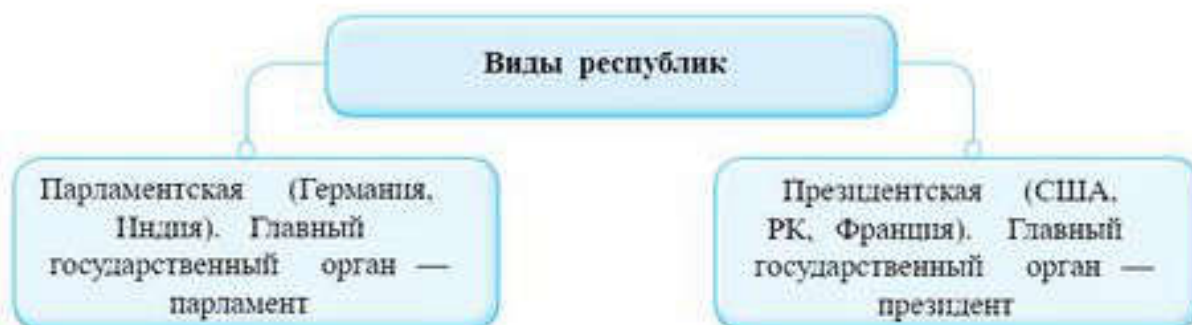 Виды республик
Парламентская (Германия,
Индия). Главный
государственный орган —
парламент
Президентская (США,
РК, Франция). Главный
государственный орган —
президент